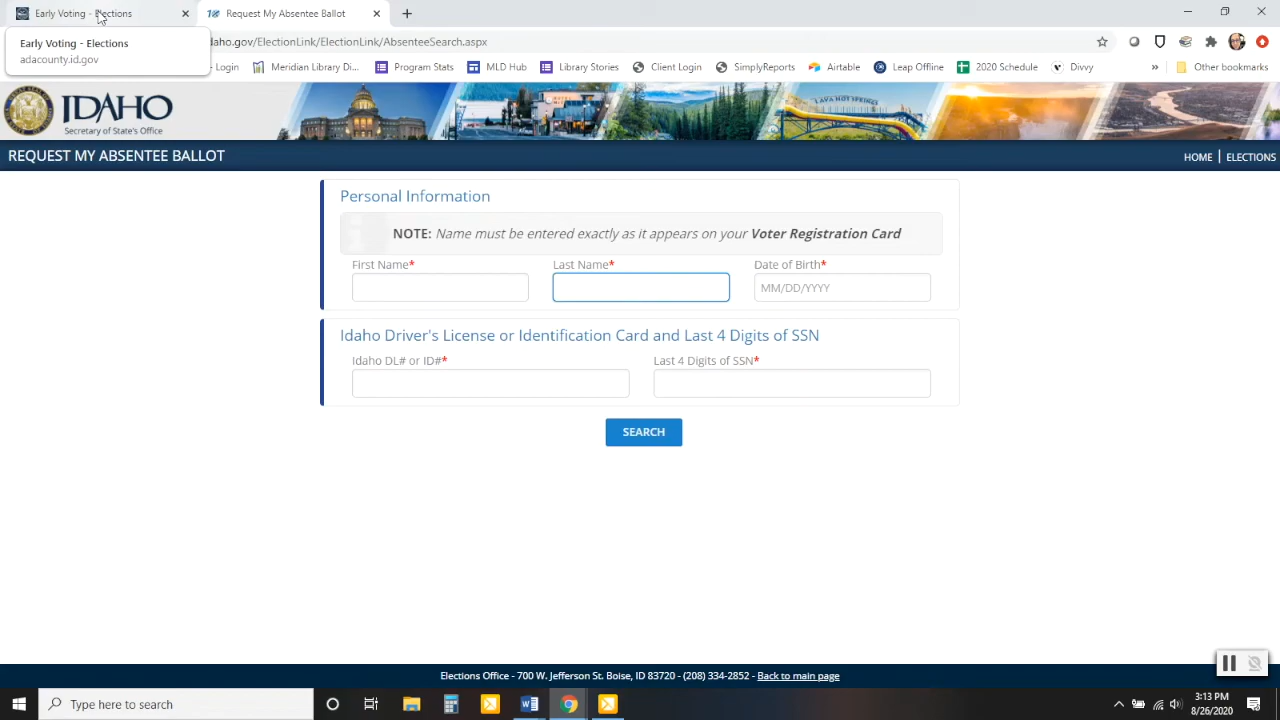 Early Voting - Elections
Request My Absentee Ballot
Early Voting - Elections
adacounty.id.gov
daho.gov/ElectionLink/ElectionLink/AbsenteeSearch.aspx
Login
Meridian Library Di...
Program Stats
MLD Hub
Library Stories
Client Login
SimplyReports
Airtable
Leap Offline
2020 Schedule
Divvy
»
Other bookmarks
IDAHO
Secretary of State's Office
LAVA HOT SPRINGS
REQUEST MY ABSENTEE BALLOT
HOME | ELECTIONS
Personal Information
NOTE: Name must be entered exactly as it appears on your Voter Registration Card
First Name*
Last Name*
Date of Birth*
MM/DD/YYYY
Idaho Driver's License or Identification Card and Last 4 Digits of SSN
Idaho DL# or ID#*
Last 4 Digits of SSN*
SEARCH
Elections Office - 700 W. Jefferson St. Boise, ID 83720 - (208) 334-2852 - Back to main page
Type here to search
3:13 PM
8/26/2020